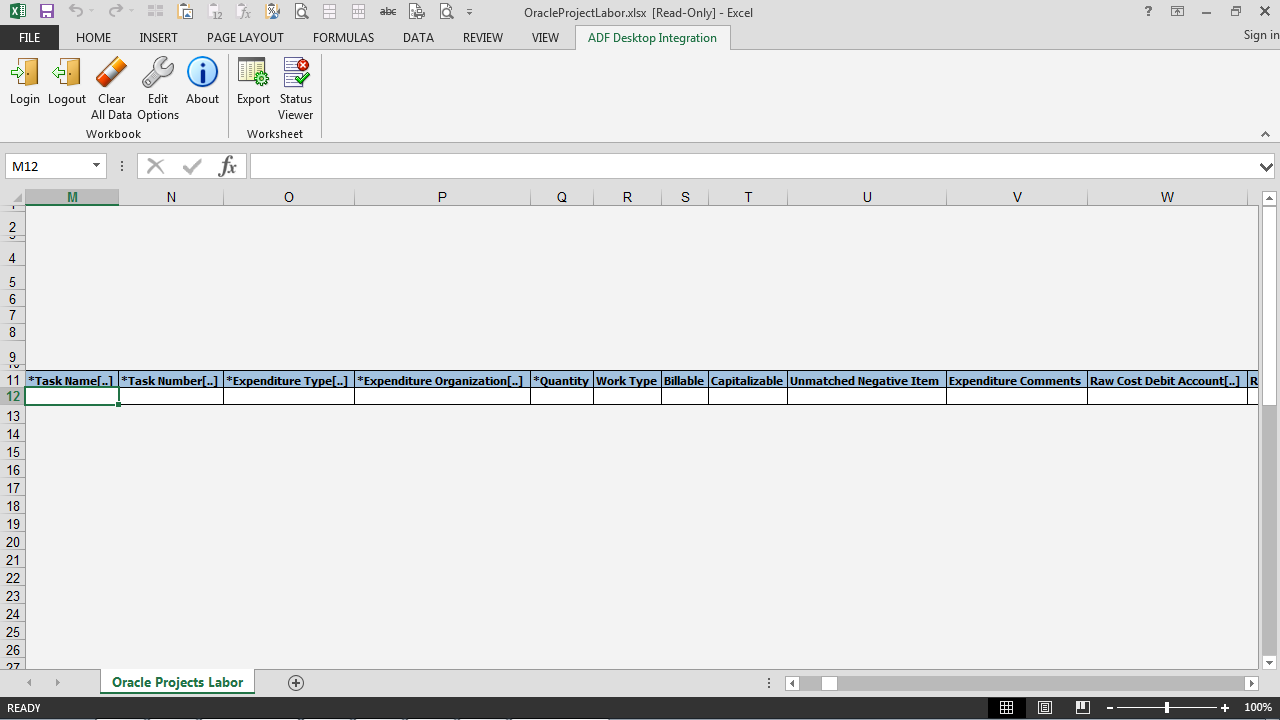 OracleProjectLabor.xlsx [Read-Only] - Excel
?
FILE HOME INSERT PAGE LAYOUT FORMULAS DATA REVIEW VIEW ADF Desktop Integration Sign in
Login Logout Clear All Data Edit Options About Export Status Viewer
Workbook Worksheet
M12 fx
M N O P Q R S T U V W
2
4
5
6
7
8
9
11 *Task Name[..] *Task Number[..] *Expenditure Type[..] *Expenditure Organization[..] *Quantity Work Type Billable Capitalizable Unmatched Negative Item Expenditure Comments Raw Cost Debit Account[..] R
12
13
14
15
16
17
18
19
20
21
22
23
24
25
26
27
Oracle Projects Labor
READY 100%